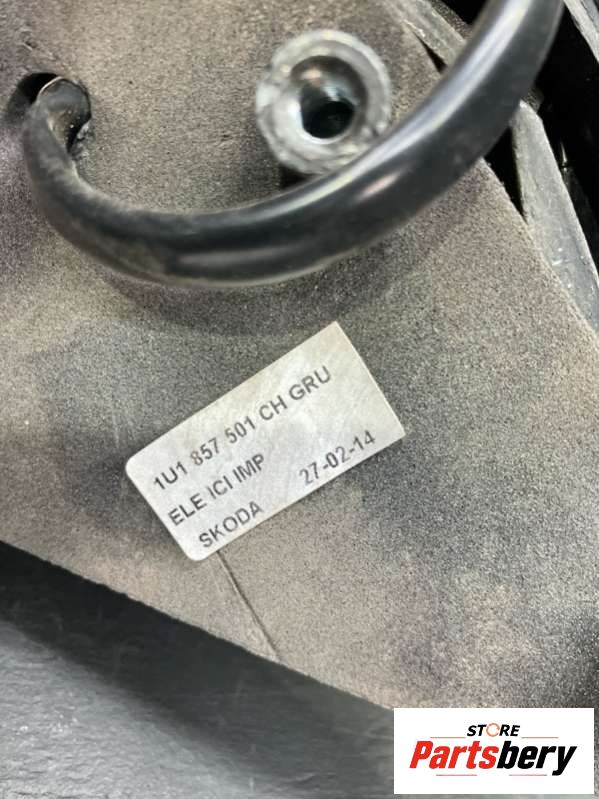 1U1 857 501 CH GRU
ELE ICI IMP
SKODA 27-02-14
STORE
Partsbery